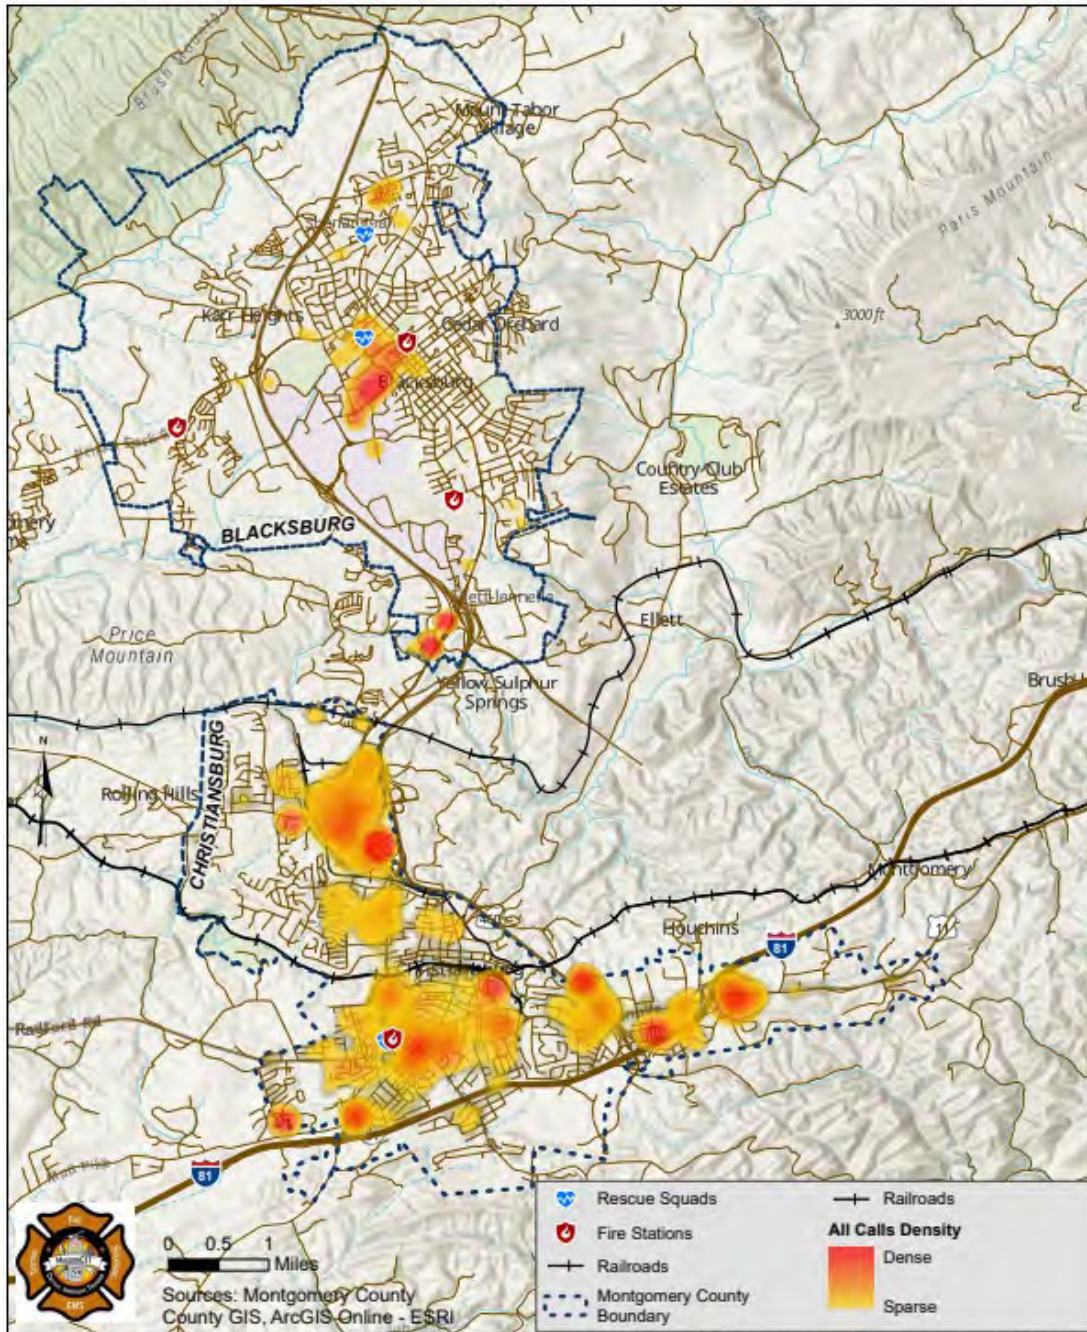 Mount Tabor
Village
Paris Mountain
3000 ft
Karr Heights
Cedar Orchard
Blacksburg
Country Club
Estates
BLACKSBURG
Price
Mountain
Ellett
Yellow Sulphur
Springs
N
Rolling Hills
CHRISTIANSBURG
Montgomery
Houchins
11
81
Railford Rd
81
0 0.5 1
Miles
Sources: Montgomery County
County GIS, ArcGIS Online - ESRI
EMS
Rescue Squads
Fire Stations
Railroads
Montgomery County
Boundary
Railroads
All Calls Density
Dense
Sparse